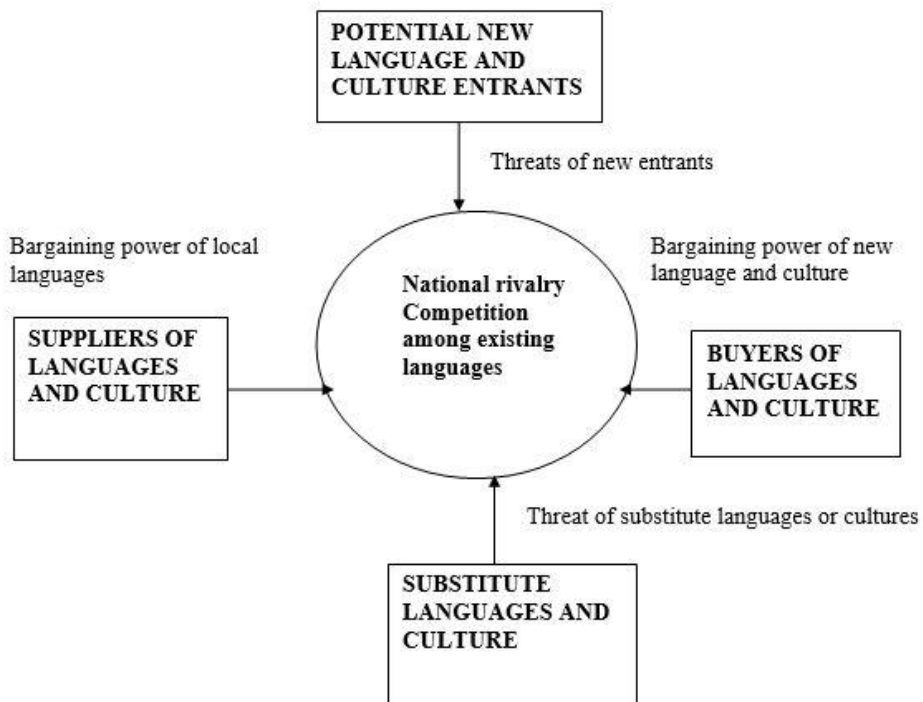 POTENTIAL NEW
LANGUAGE AND
CULTURE ENTRANTS
Threats of new entrants
Bargaining power of local
languages
Bargaining power of new
language and culture
National rivalry
Competition
among existing
languages
SUPPLIERS OF
LANGUAGES
AND CULTURE
BUYERS OF
LANGUAGES
AND CULTURE
Threat of substitute languages or cultures
SUBSTITUTE
LANGUAGES AND
CULTURE